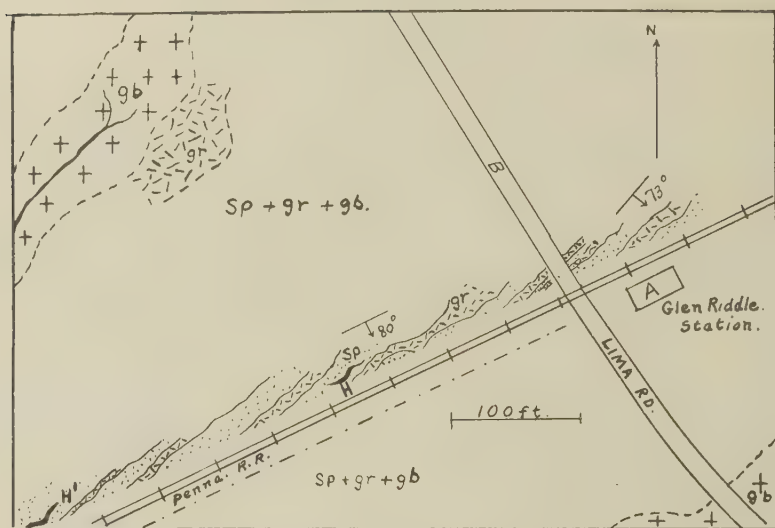 N
gb
gr
B
73°
Sp + gr + gb.
A
Glen Riddle.
Station.
gr
80°
Sp
H
LIMA RD.
100 ft.
H'
Penna. R.R.
Sp + gr + gb
gb